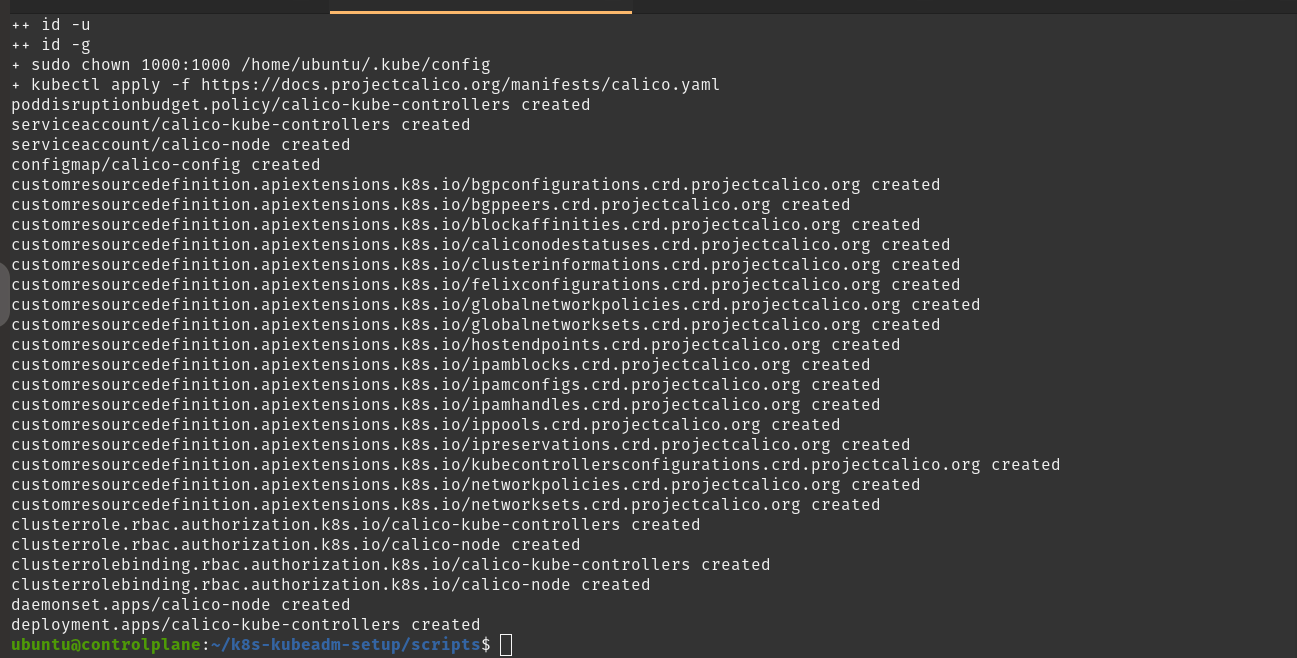 ++ id -u
++ id -g
+ sudo chown 1000:1000 /home/ubuntu/.kube/config
+ kubectl apply -f https://docs.projectcalico.org/manifests/calico.yaml
poddisruptionbudget.policy/calico-kube-controllers created
serviceaccount/calico-kube-controllers created
serviceaccount/calico-node created
configmap/calico-config created
customresourcedefinition.apiextensions.k8s.io/bgpconfigurations.crd.projectcalico.org created
customresourcedefinition.apiextensions.k8s.io/bgppeers.crd.projectcalico.org created
customresourcedefinition.apiextensions.k8s.io/blockaffinities.crd.projectcalico.org created
customresourcedefinition.apiextensions.k8s.io/caliconodestatuses.crd.projectcalico.org created
customresourcedefinition.apiextensions.k8s.io/clusterinformations.crd.projectcalico.org created
customresourcedefinition.apiextensions.k8s.io/felixconfigurations.crd.projectcalico.org created
customresourcedefinition.apiextensions.k8s.io/globalnetworkpolicies.crd.projectcalico.org created
customresourcedefinition.apiextensions.k8s.io/globalnetworksets.crd.projectcalico.org created
customresourcedefinition.apiextensions.k8s.io/hostendpoints.crd.projectcalico.org created
customresourcedefinition.apiextensions.k8s.io/ipamblocks.crd.projectcalico.org created
customresourcedefinition.apiextensions.k8s.io/ipamconfigs.crd.projectcalico.org created
customresourcedefinition.apiextensions.k8s.io/ipamhandles.crd.projectcalico.org created
customresourcedefinition.apiextensions.k8s.io/ippools.crd.projectcalico.org created
customresourcedefinition.apiextensions.k8s.io/ipreservations.crd.projectcalico.org created
customresourcedefinition.apiextensions.k8s.io/kubecontrollersconfigurations.crd.projectcalico.org created
customresourcedefinition.apiextensions.k8s.io/networkpolicies.crd.projectcalico.org created
customresourcedefinition.apiextensions.k8s.io/networksets.crd.projectcalico.org created
clusterrole.rbac.authorization.k8s.io/calico-kube-controllers created
clusterrole.rbac.authorization.k8s.io/calico-node created
clusterrolebinding.rbac.authorization.k8s.io/calico-kube-controllers created
clusterrolebinding.rbac.authorization.k8s.io/calico-node created
daemonset.apps/calico-node created
deployment.apps/calico-kube-controllers created
ubuntu@controlplane:~/k8s-kubeadm-setup/scripts$